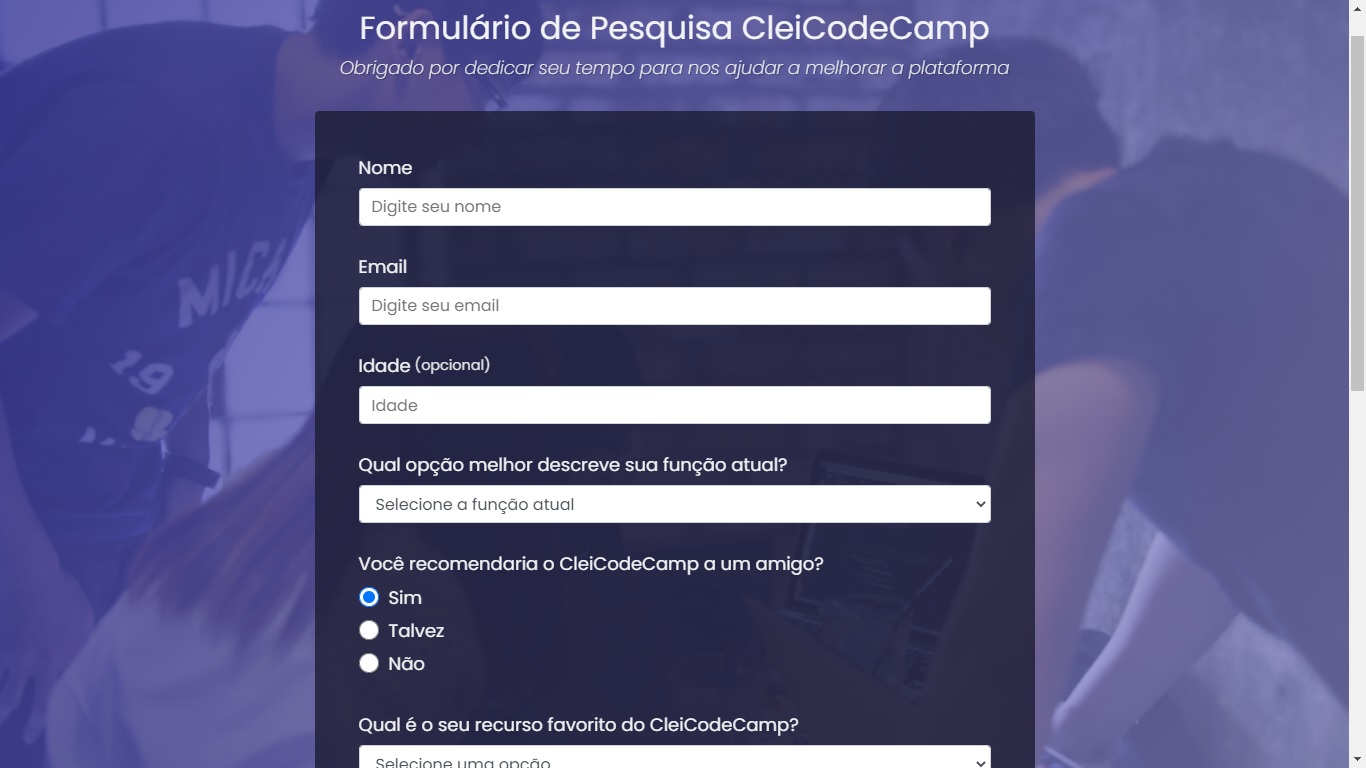 Formulário de Pesquisa CleiCodeCamp
Obrigado por dedicar seu tempo para nos ajudar a melhorar a plataforma
Nome
Digite seu nome
Email
Digite seu email
Idade (opcional)
Idade
Qual opção melhor descreve sua função atual?
Selecione a função atual
Você recomendaria o CleiCodeCamp a um amigo?
Sim
Talvez
Não
Qual é o seu recurso favorito do CleiCodeCamp?
Selecione uma opção
MICH
19